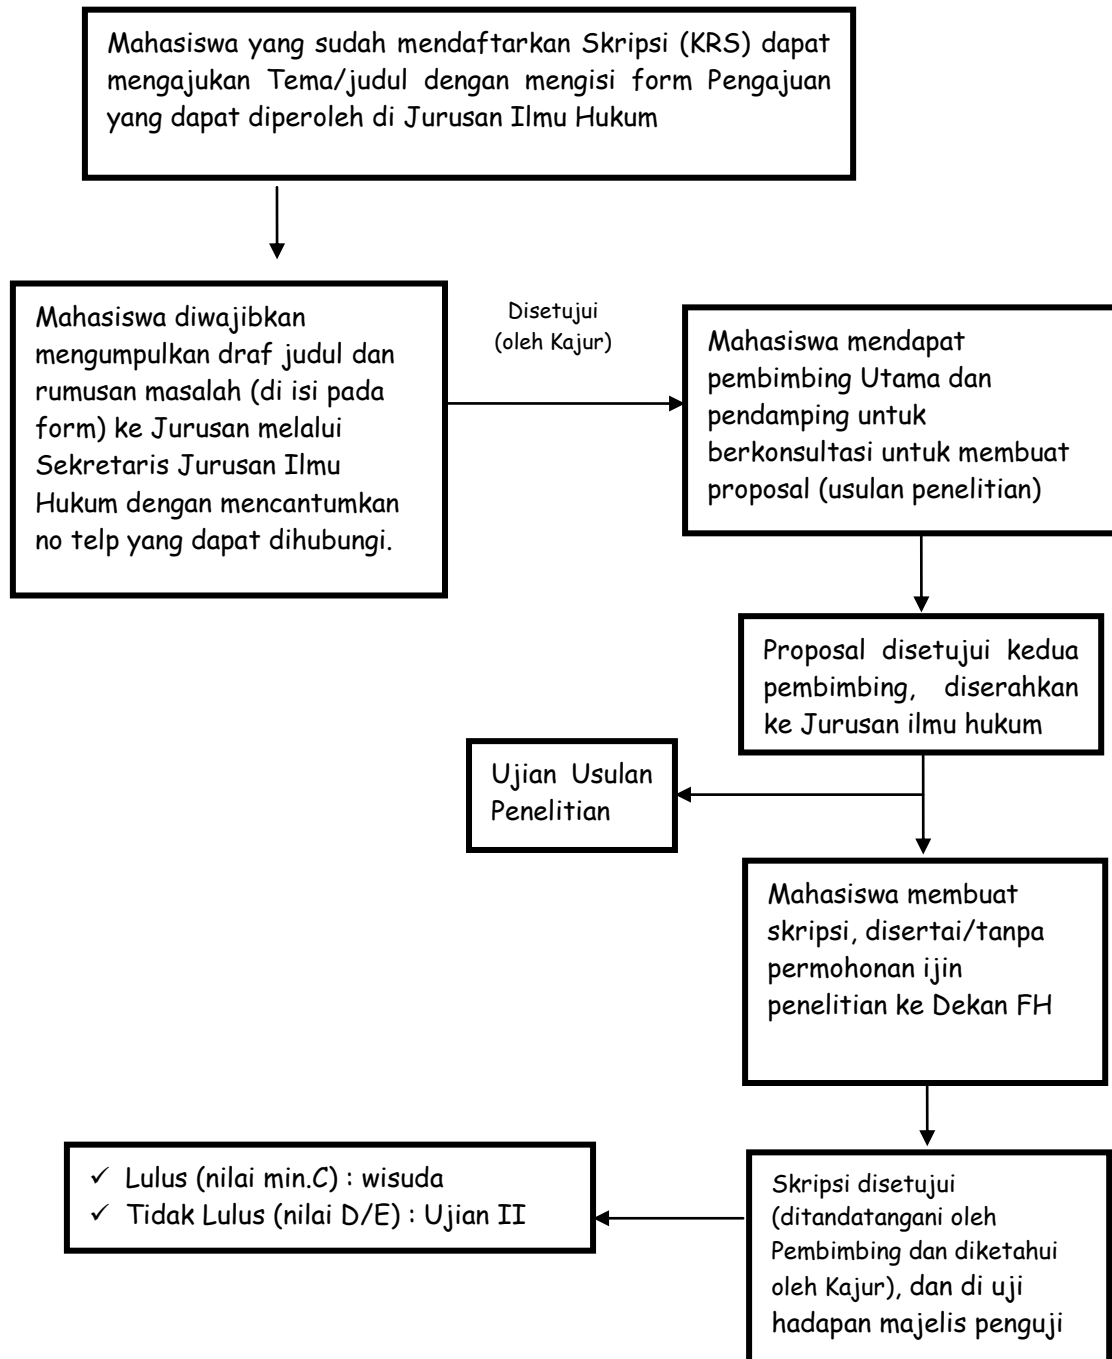 Mahasiswa yang sudah mendaftarkan Skripsi (KRS) dapat
mengajukan Tema/judul dengan mengisi form Pengajuan
yang dapat diperoleh di Jurusan Ilmu Hukum
Mahasiswa diwajibkan
mengumpulkan draf judul dan
rumusan masalah (di isi pada
form) ke Jurusan melalui
Sekretaris Jurusan Ilmu
Hukum dengan mencantumkan
no telp yang dapat dihubungi.
Disetujui
(oleh Kajur)
Mahasiswa mendapat
pembimbing Utama dan
pendamping untuk
berkonsultasi untuk membuat
proposal (usulan penelitian)
Proposal disetujui kedua
pembimbing, diserahkan
ke Jurusan ilmu hukum
Ujian Usulan
Penelitian
Mahasiswa membuat
skripsi, disertai/tanpa
permohonan ijin
penelitian ke Dekan FH
Skripsi disetujui
(ditandatangani oleh
Pembimbing dan diketahui
oleh Kajur), dan di uji
hadapan majelis penguji
✓ Lulus (nilai min.C) : wisuda
✓ Tidak Lulus (nilai D/E) : Ujian II